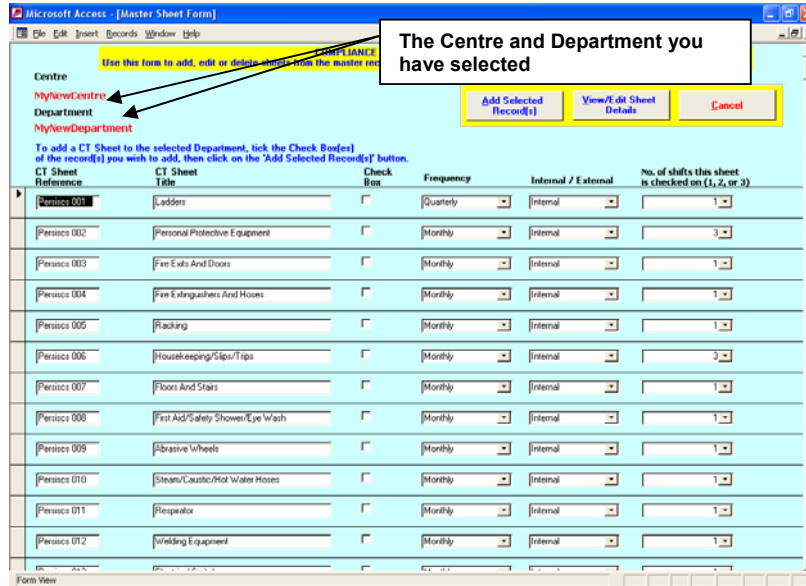 Microsoft Access - [Master Sheet Form]
File Edit Insert Records Window Help
The Centre and Department you
have selected
COMPLIANCE
Use this form to add, edit or delete sheets from the master rec
Centre
MyNewCentre
Department
MyNewDepartment
Add Selected
Record(s)
View/Edit Sheet
Details
Cancel
To add a CT Sheet to the selected Department, tick the Check Box(es)
of the record(s) you wish to add, then click on the 'Add Selected Record(s)' button.
CT Sheet
Reference
CT Sheet
Title
Check
Box
Frequency
Internal / External
No. of shifts this sheet
is checked on (1, 2, or 3)
Persiscs 001 Ladders Quarterly Internal 1
Persiscs 002 Personal Protective Equipment Monthly Internal 3
Persiscs 003 Fire Exits And Doors Monthly Internal 1
Persiscs 004 Fire Extinguishers And Hoses Monthly Internal 1
Persiscs 005 Racking Monthly Internal 1
Persiscs 006 Housekeeping/Slips/Trips Monthly Internal 3
Persiscs 007 Floors And Stairs Monthly Internal 1
Persiscs 008 First Aid/Safety Shower/Eye Wash Monthly Internal 1
Persiscs 009 Abrasive Wheels Monthly Internal 1
Persiscs 010 Steam/Caustic/Hot Water Hoses Monthly Internal 1
Persiscs 011 Respirator Monthly Internal 1
Persiscs 012 Welding Equipment Monthly Internal 1
Form View